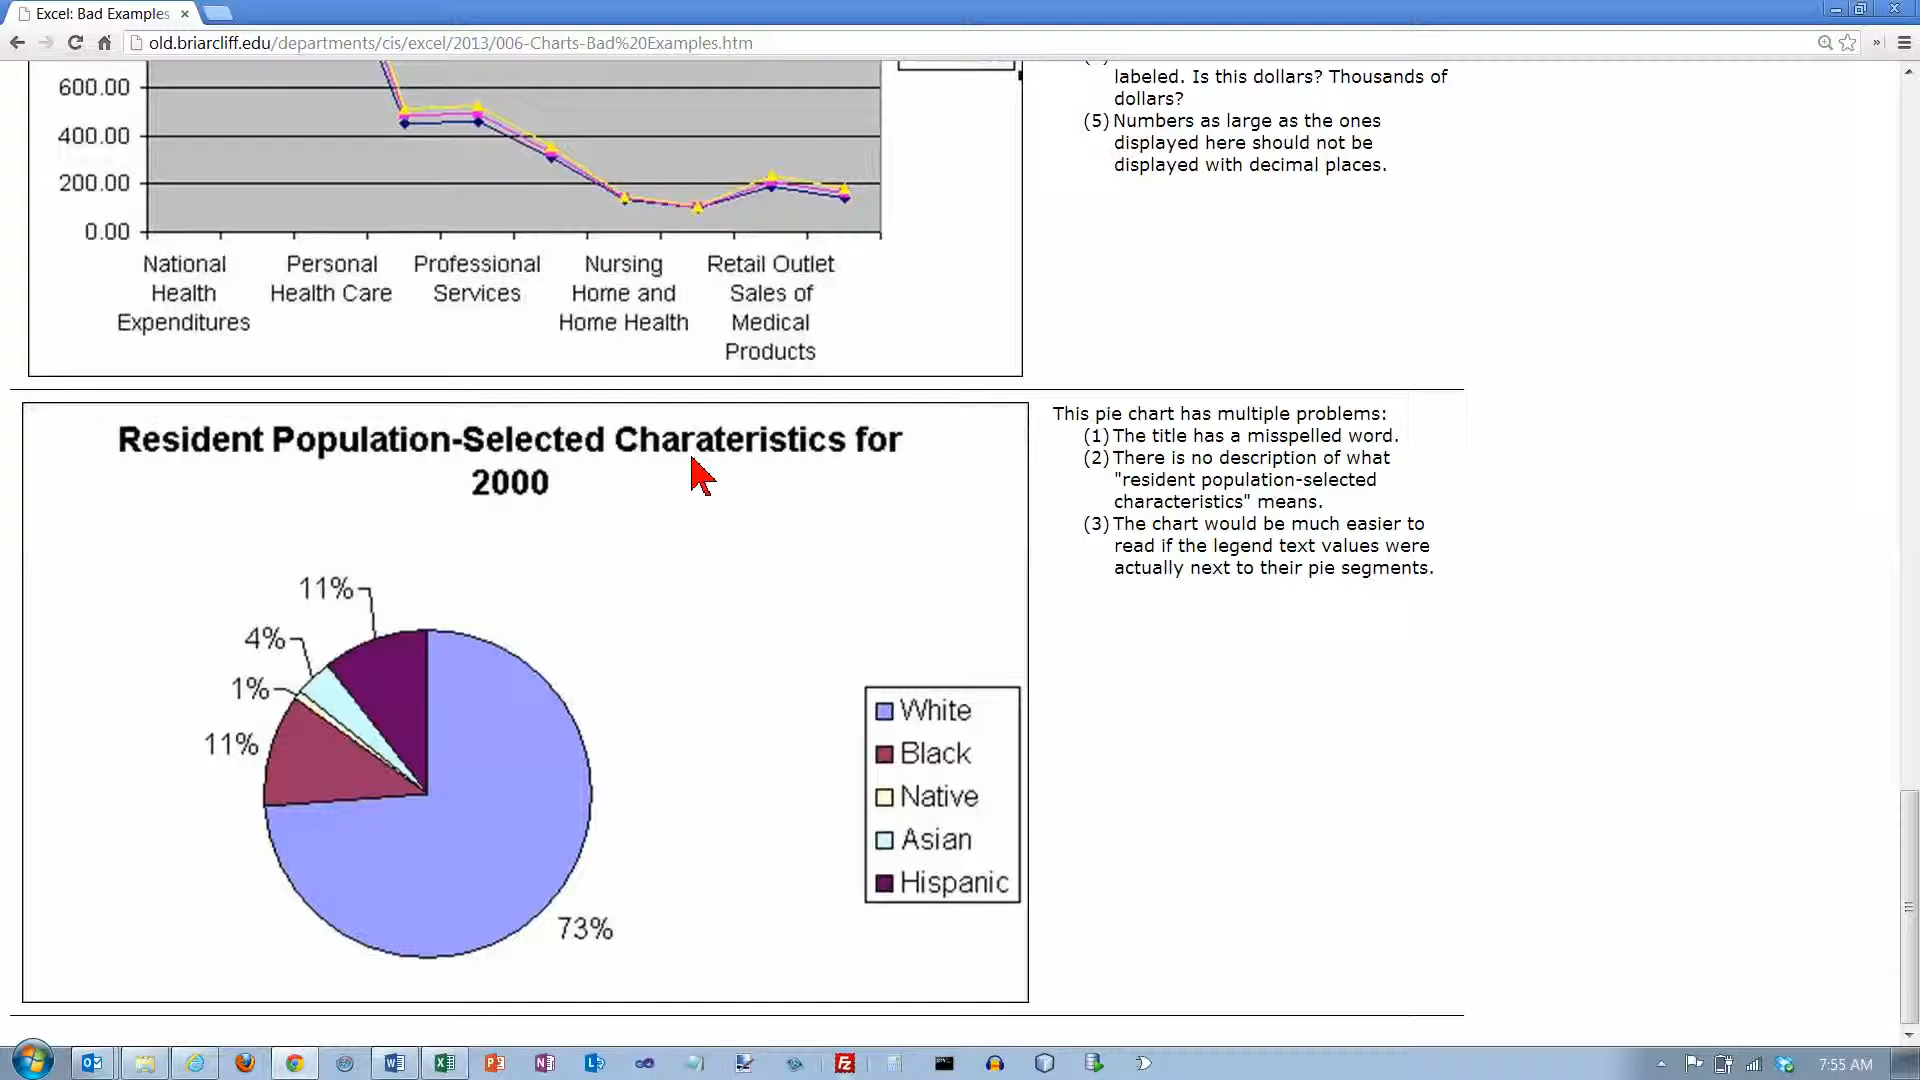 Excel: Bad Examples
old.briarcliff.edu/departments/cis/excel/2013/006-Charts-Bad%20Examples.htm
600.00
400.00
200.00
0.00
National
Health
Expenditures
Personal
Health Care
Professional
Services
Nursing
Home and
Home Health
Retail Outlet
Sales of
Medical
Products
labeled. Is this dollars? Thousands of
dollars?
(5) Numbers as large as the ones
displayed here should not be
displayed with decimal places.
Resident Population-Selected Charateristics for
2000
11%
4%
1%
11%
73%
White
Black
Native
Asian
Hispanic
This pie chart has multiple problems:
(1) The title has a misspelled word.
(2) There is no description of what
"resident population-selected
characteristics" means.
(3) The chart would be much easier to
read if the legend text values were
actually next to their pie segments.
7:55 AM